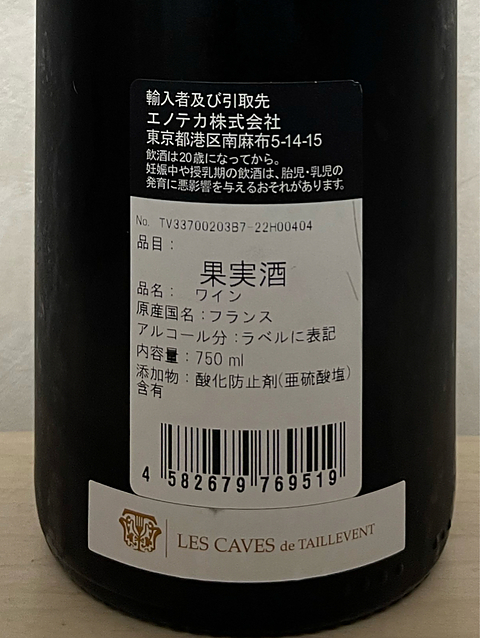 輸入者及び引取先
エノテカ株式会社
東京都港区南麻布5-14-15
飲酒は20歳になってから。
妊娠中や授乳期の飲酒は、胎児・乳児の
発育に悪影響を与えるおそれがあります。
No. TV33700203B7-22H00404
品目：
果実酒
品名： ワイン
原産国名：フランス
アルコール分：ラベルに表記
内容量：750 ml
添加物：酸化防止剤(亜硫酸塩)
含有
4 582679 769519
LES CAVES de TAILLEVENT